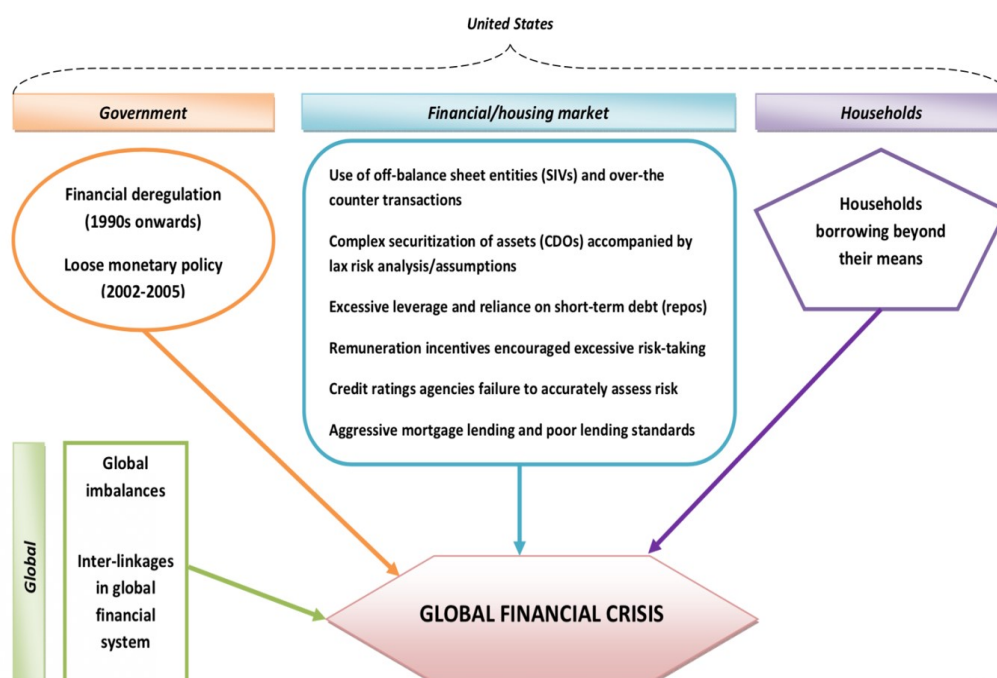 United States
Government
Financial/housing market
Households
Financial deregulation
(1990s onwards)
Loose monetary policy
(2002-2005)
Use of off-balance sheet entities (SIVs) and over-the
counter transactions
Complex securitization of assets (CDOs) accompanied by
lax risk analysis/assumptions
Excessive leverage and reliance on short-term debt (repos)
Remuneration incentives encouraged excessive risk-taking
Credit ratings agencies failure to accurately assess risk
Aggressive mortgage lending and poor lending standards
Households
borrowing beyond
their means
Global
Global
imbalances
Inter-linkages
in global
financial
system
GLOBAL FINANCIAL CRISIS